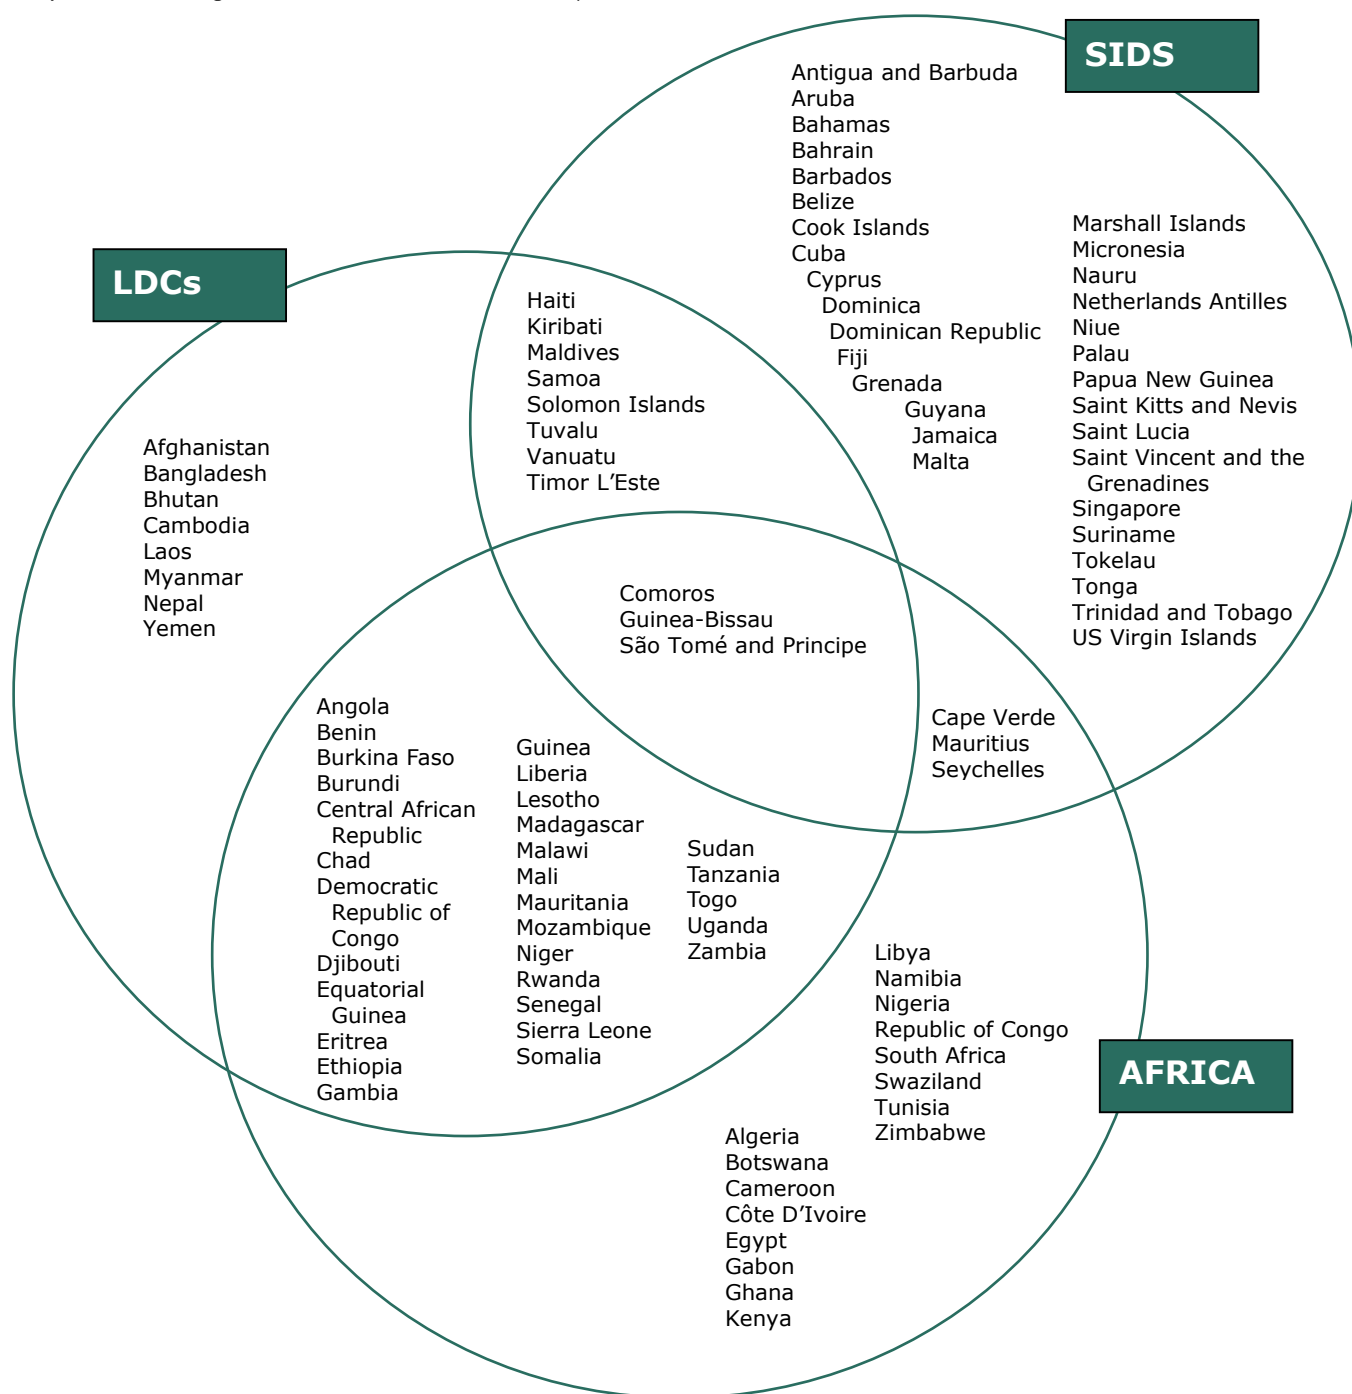 SIDS
Antigua and Barbuda
Aruba
Bahamas
Bahrain
Barbados
Belize
Cook Islands
Cuba
Cyprus
Dominica
Dominican Republic
Fiji
Grenada
Guyana
Jamaica
Malta
Marshall Islands
Micronesia
Nauru
Netherlands Antilles
Niue
Palau
Papua New Guinea
Saint Kitts and Nevis
Saint Lucia
Saint Vincent and the
Grenadines
Singapore
Suriname
Tokelau
Tonga
Trinidad and Tobago
US Virgin Islands
LDCs
Haiti
Kiribati
Maldives
Samoa
Solomon Islands
Tuvalu
Vanuatu
Timor L’Este
Afghanistan
Bangladesh
Bhutan
Cambodia
Laos
Myanmar
Nepal
Yemen
Comoros
Guinea-Bissau
São Tomé and Principe
Cape Verde
Mauritius
Seychelles
Angola
Benin
Burkina Faso
Burundi
Central African
Republic
Chad
Democratic
Republic of
Congo
Djibouti
Equatorial
Guinea
Eritrea
Ethiopia
Gambia
Guinea
Liberia
Lesotho
Madagascar
Malawi
Mali
Mauritania
Mozambique
Niger
Rwanda
Senegal
Sierra Leone
Somalia
Sudan
Tanzania
Togo
Uganda
Zambia
Libya
Namibia
Nigeria
Republic of Congo
South Africa
Swaziland
Tunisia
Zimbabwe
AFRICA
Algeria
Botswana
Cameroon
Côte D’Ivoire
Egypt
Gabon
Ghana
Kenya